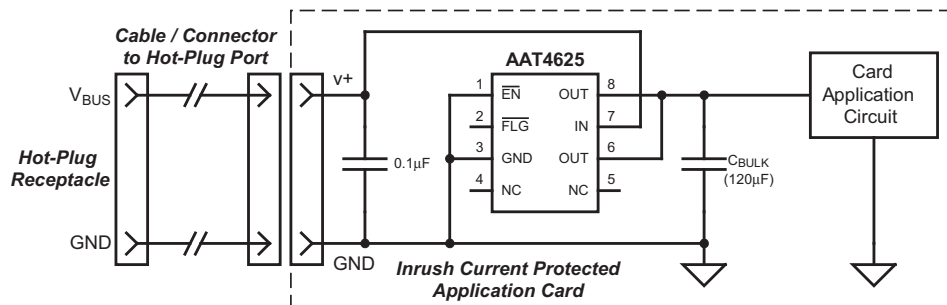 Cable / Connector
to Hot-Plug Port
V+
AAT4625
VBUS
Hot-Plug
Receptacle
GND
0.1μF
1
EN
OUT
8
2
FLG
IN
7
3
GND
OUT
6
4
NC
NC
5
CBULK
(120μF)
Card
Application
Circuit
GND
Inrush Current Protected
Application Card